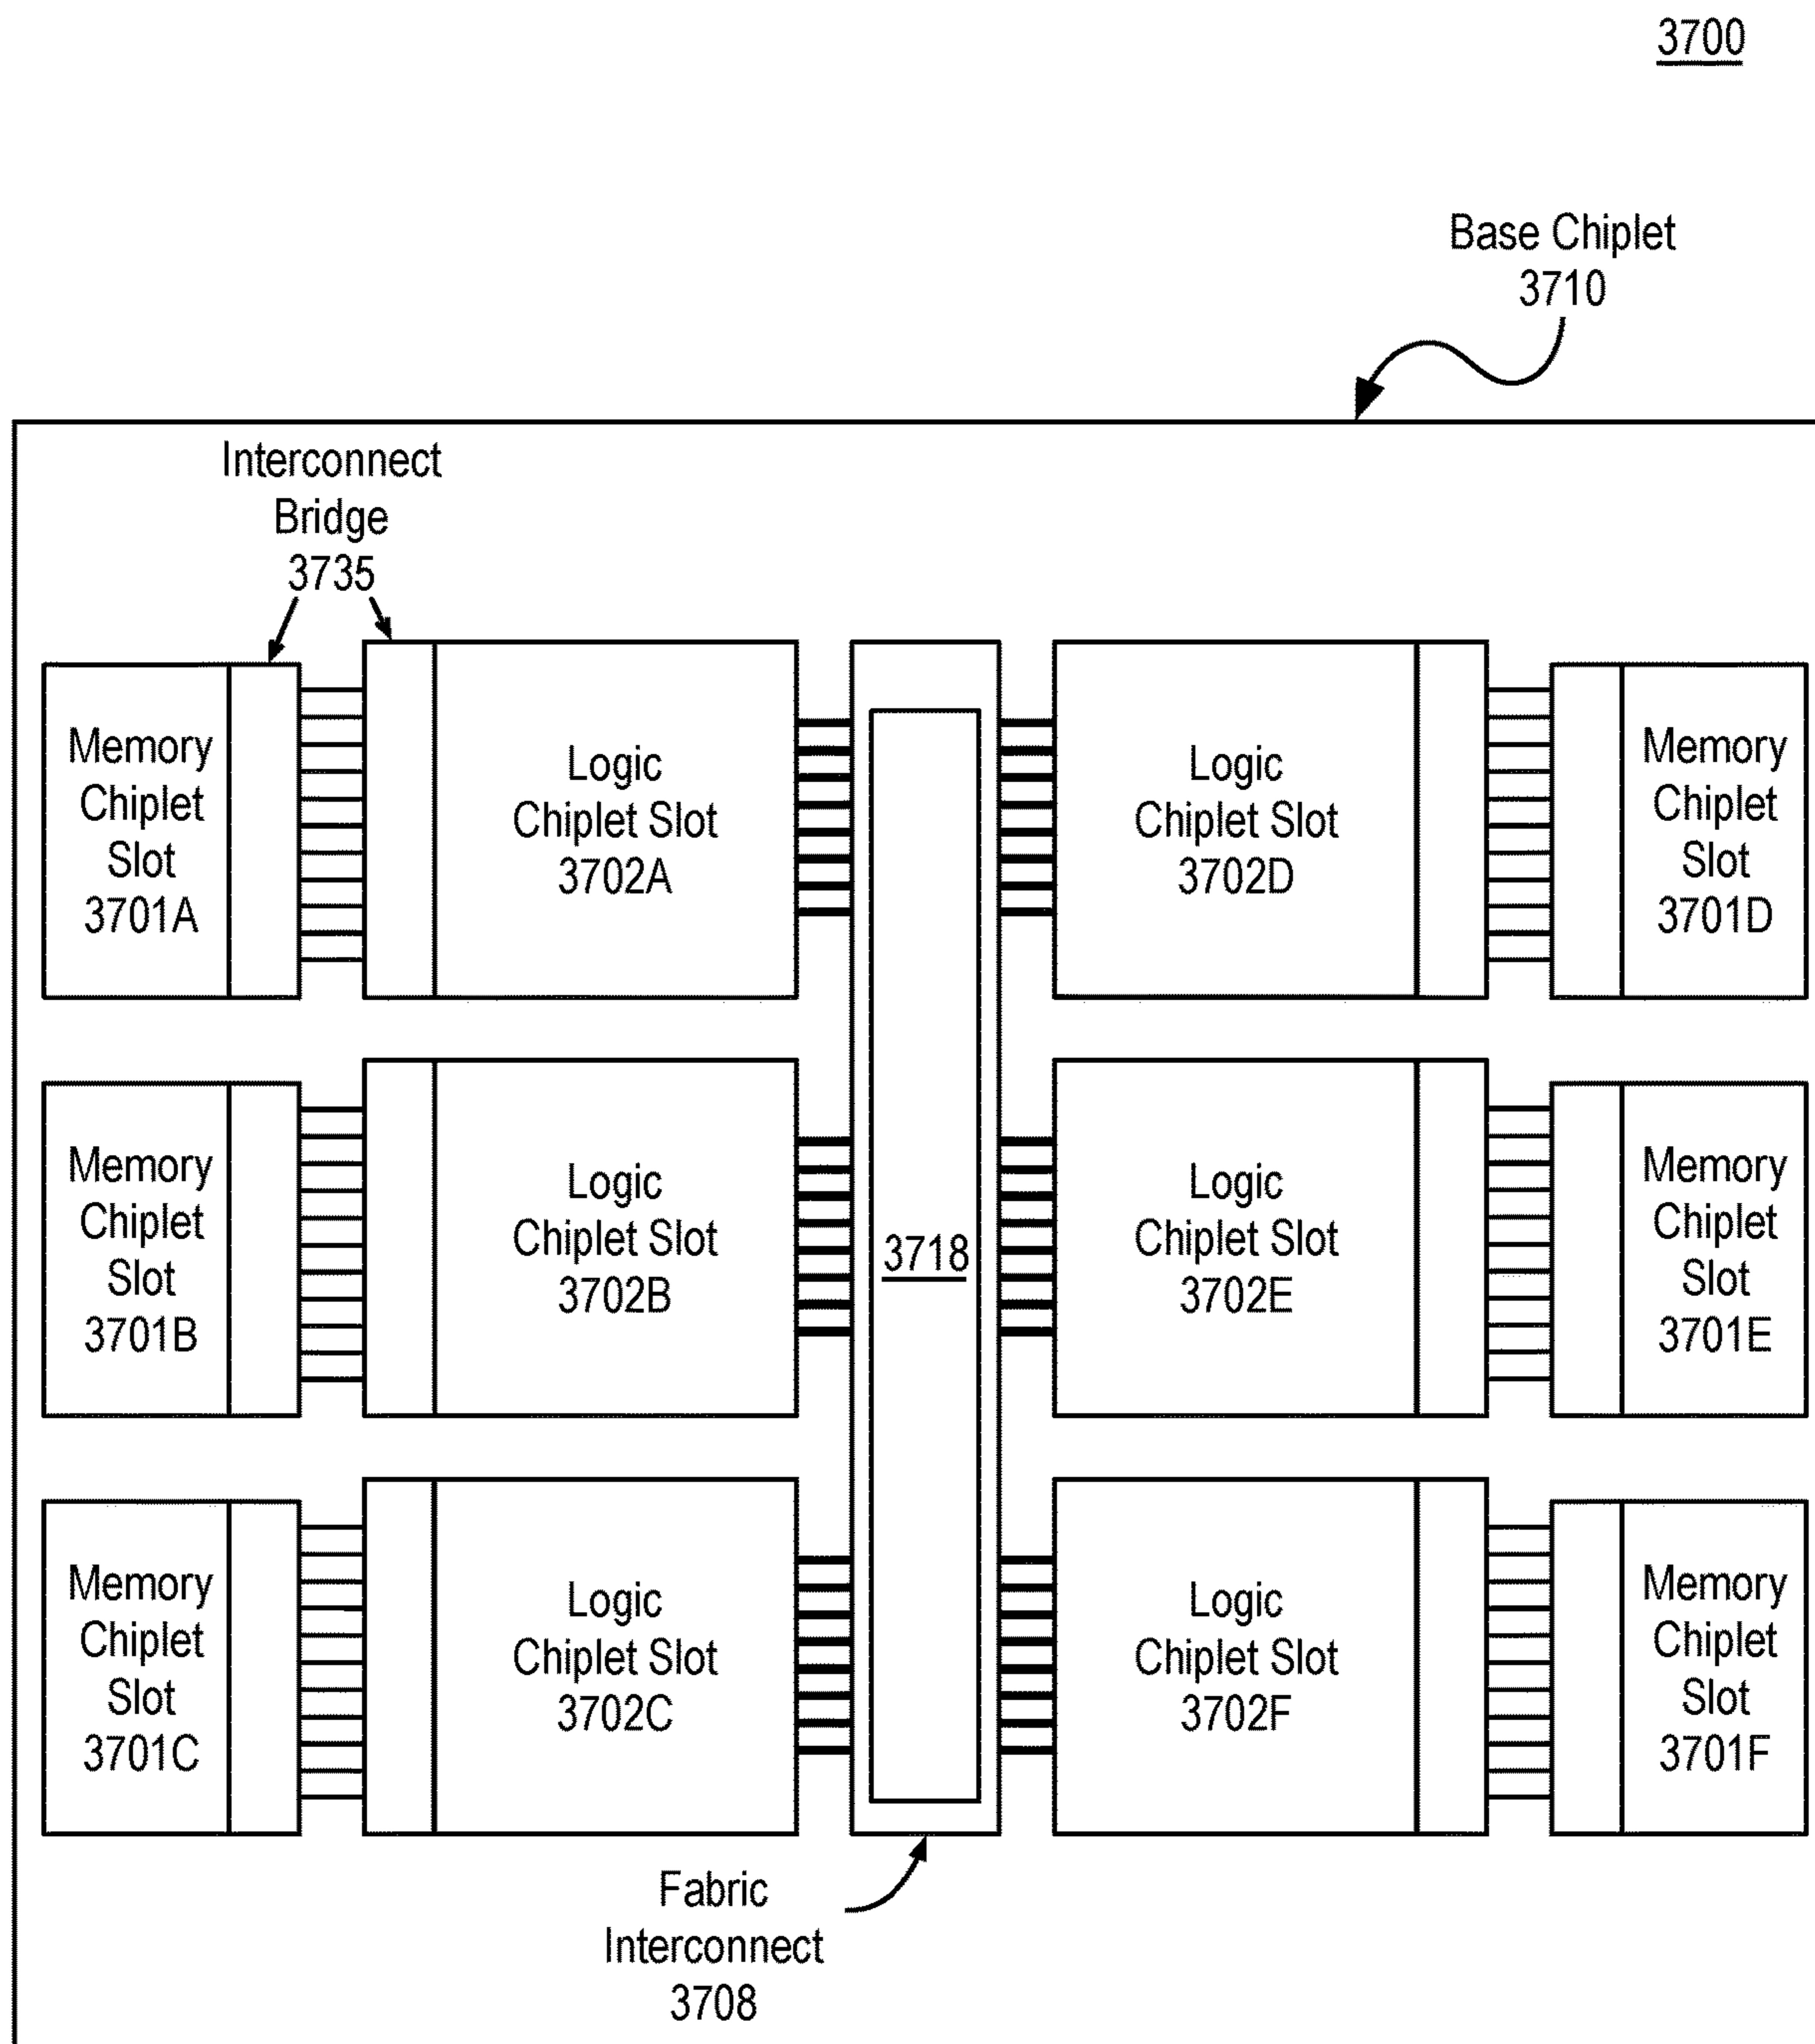 3700
Base Chiplet
3710
Interconnect
Bridge
3735
Memory
Chiplet
Slot
3701A
Logic
Chiplet Slot
3702A
Logic
Chiplet Slot
3702D
Memory
Chiplet
Slot
3701D
Memory
Chiplet
Slot
3701B
Logic
Chiplet Slot
3702B
3718
Logic
Chiplet Slot
3702E
Memory
Chiplet
Slot
3701E
Memory
Chiplet
Slot
3701C
Logic
Chiplet Slot
3702C
Logic
Chiplet Slot
3702F
Memory
Chiplet
Slot
3701F
Fabric
Interconnect
3708